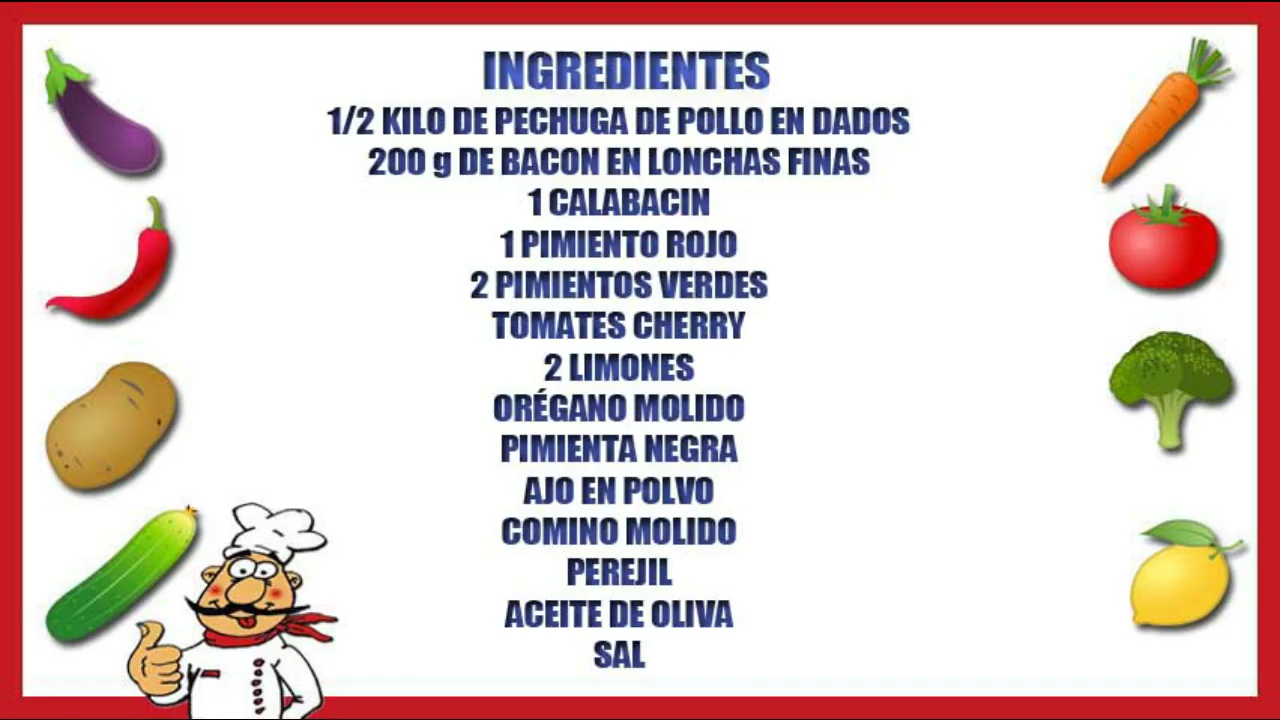 INGREDIENTES
1/2 KILO DE PECHUGA DE POLLO EN DADOS
200 g DE BACON EN LONCHAS FINAS
1 CALABACIN
1 PIMIENTO ROJO
2 PIMIENTOS VERDES
TOMATES CHERRY
2 LIMONES
ORÉGANO MOLIDO
PIMIENTA NEGRA
AJO EN POLVO
COMINO MOLIDO
PEREJIL
ACEITE DE OLIVA
SAL